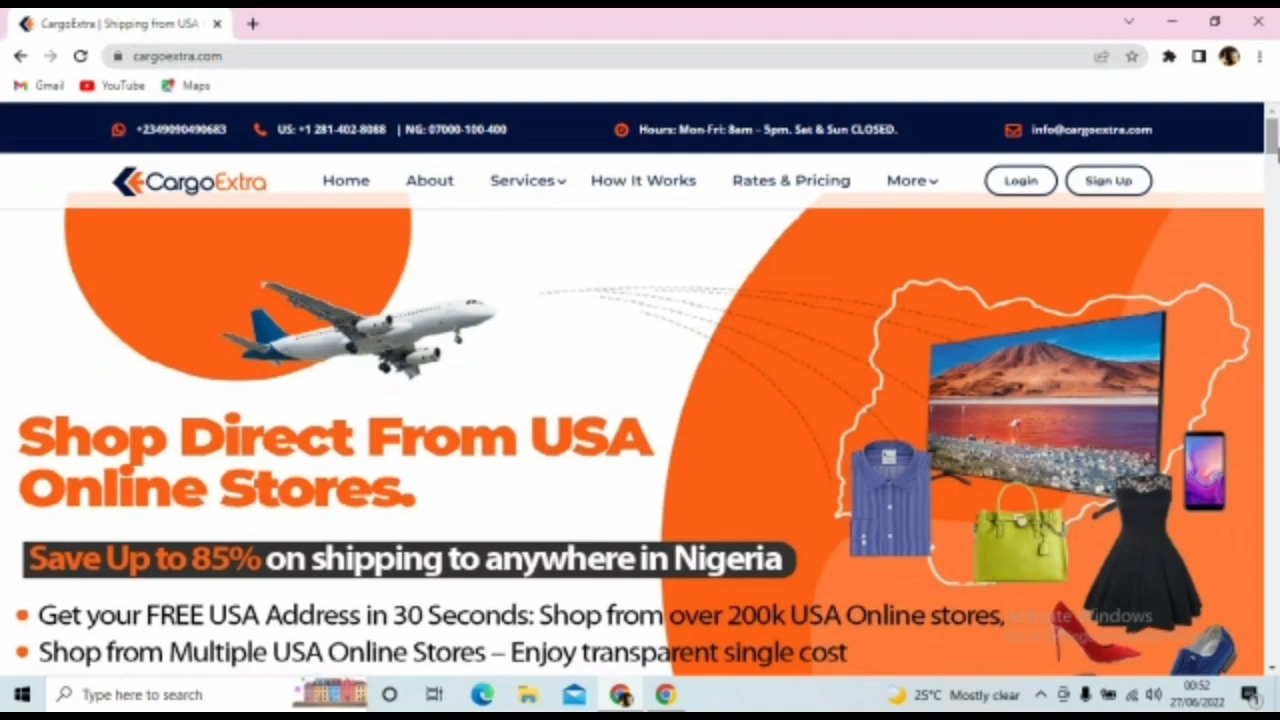 CargoExtra | Shipping from USA
cargoextra.com
Gmail YouTube Maps
+2349090490683 US: +1 281-402-8088 | NG: 07000-100-400 Hours: Mon-Fri: 8am - 5pm. Sat & Sun CLOSED. info@cargoextra.com
CargoExtra Home About Services How It Works Rates & Pricing More Login Sign Up
Shop Direct From USA
Online Stores.
Save Up to 85% on shipping to anywhere in Nigeria
Get your FREE USA Address in 30 Seconds: Shop from over 200k USA Online stores,
Activate Windows
Shop from Multiple USA Online Stores – Enjoy transparent single cost
Type here to search 25°C Mostly clear 00:52
27/06/2022